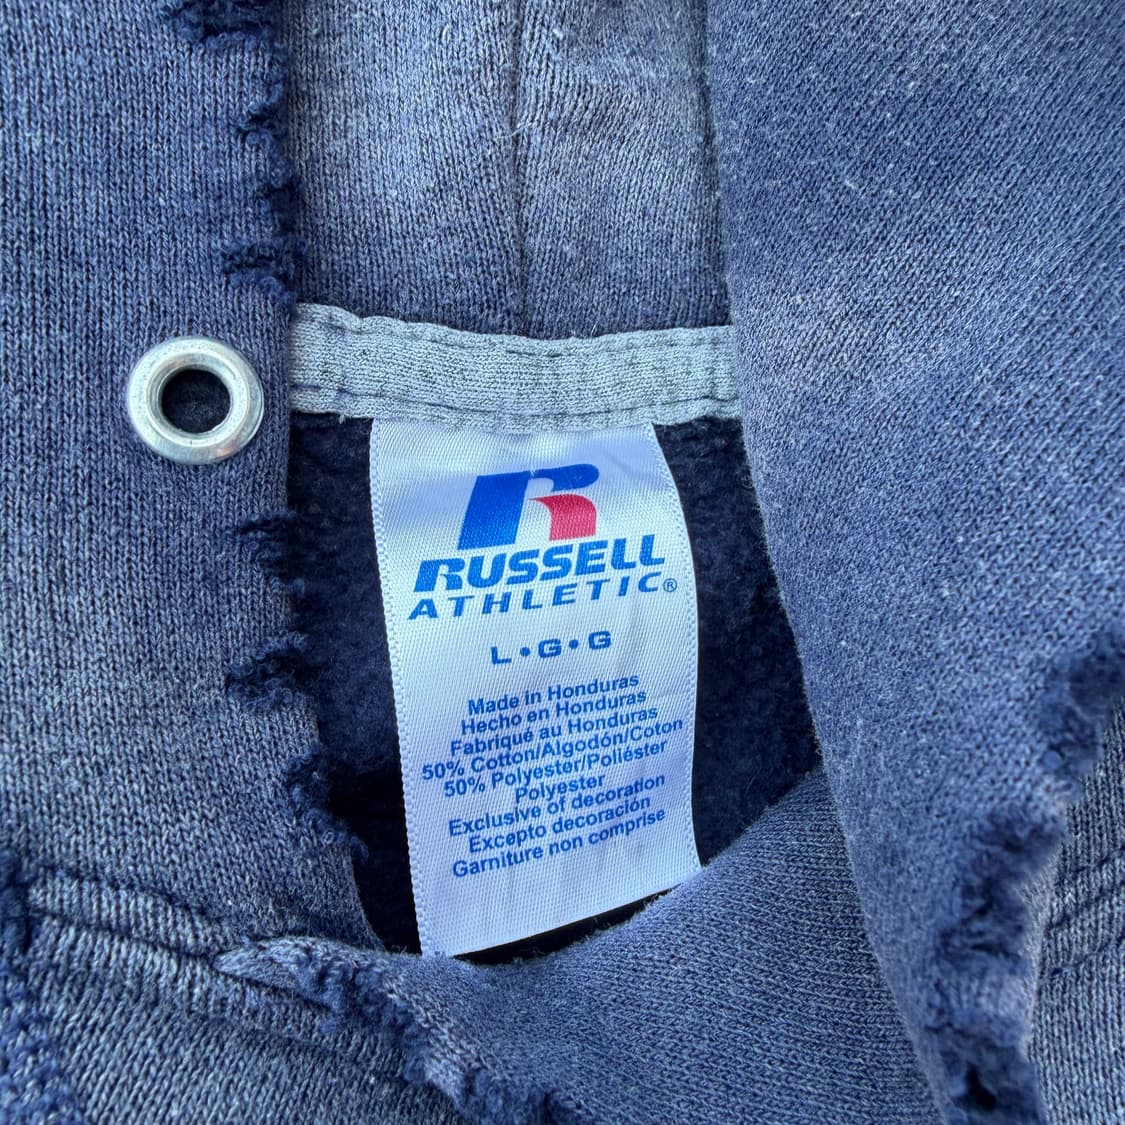 RUSSELL
ATHLETIC®
L•G•G
Made in Honduras
Hecho en Honduras
Fabriqué au Honduras
50% Cotton/Algodón/Coton
50% Polyester/Poliéster
Polyester
Exclusive of decoration
Excepto decoración
Garniture non comprise